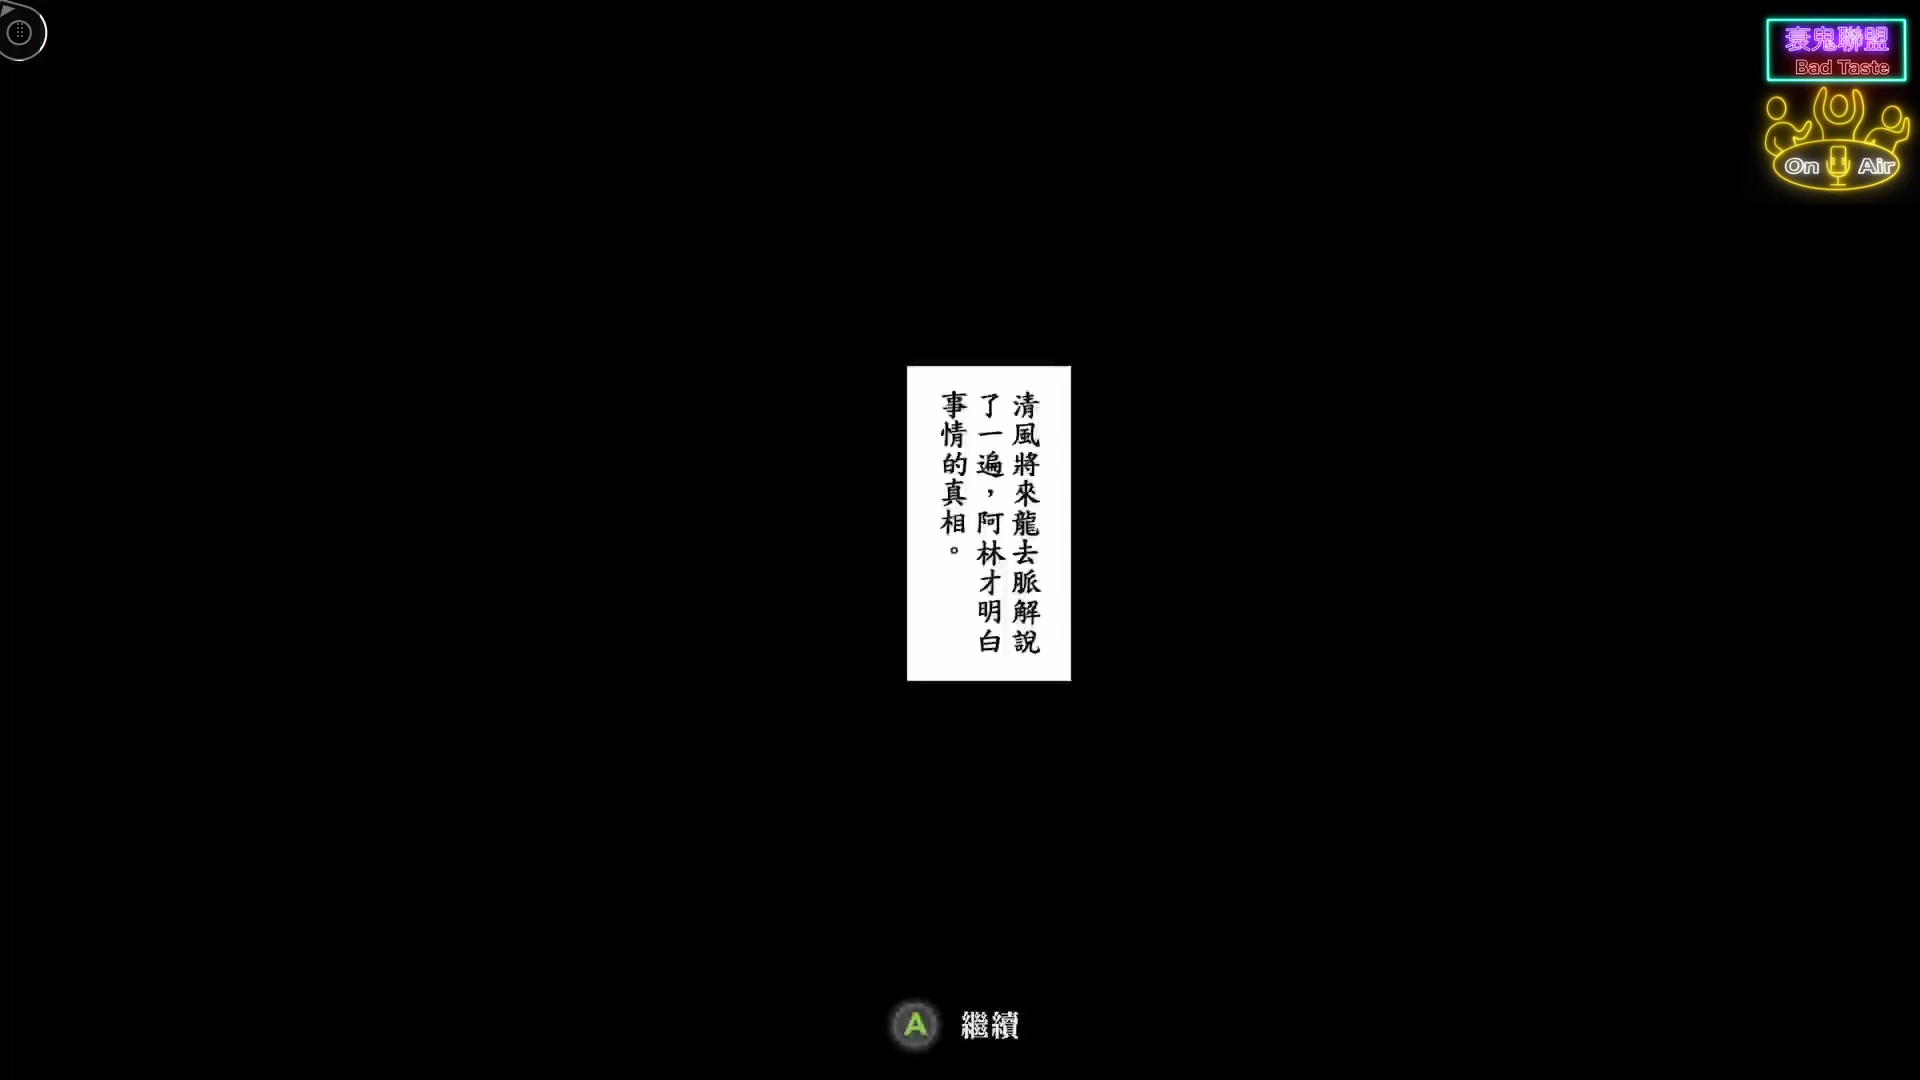 衰鬼聯盟
Bad Taste
On Air
清風將來龍去脈解說
了一遍，阿林才明白
事情的真相。
A 繼續